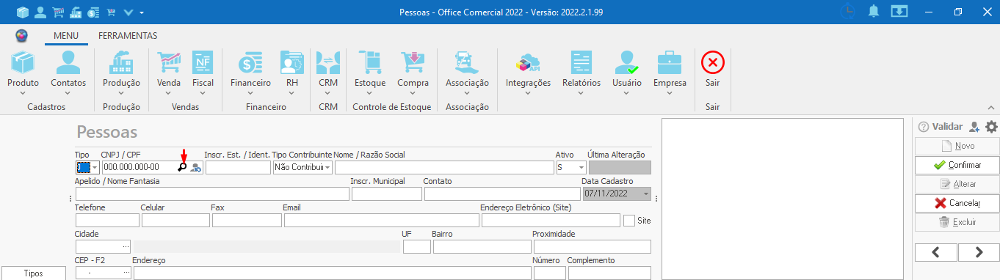 Pessoas - Office Comercial 2022 - Versão: 2022.2.1.99
MENU FERRAMENTAS
Produto Contatos Produção Venda Fiscal Financeiro RH CRM Estoque Compra Associação Integrações Relatórios Usuário Empresa Sair
Cadastros Produção Vendas Financeiro CRM Controle de Estoque Associação Sair
Pessoas
Validar
Novo
Confirmar
Alterar
Cancelar
Excluir
Tipo CNPJ / CPF Inscr. Est. / Ident. Tipo Contribuinte Nome / Razão Social Ativo Última Alteração
J 000.000.000-00 Não Contribuii S
Apelido / Nome Fantasia Inscr. Municipal Contato Data Cadastro
07/11/2022
Telefone Celular Fax Email Endereço Eletrônico (Site)
Site
Cidade UF Bairro Proximidade
...
CEP - F2 Endereço Número Complemento
- ...
Tipos